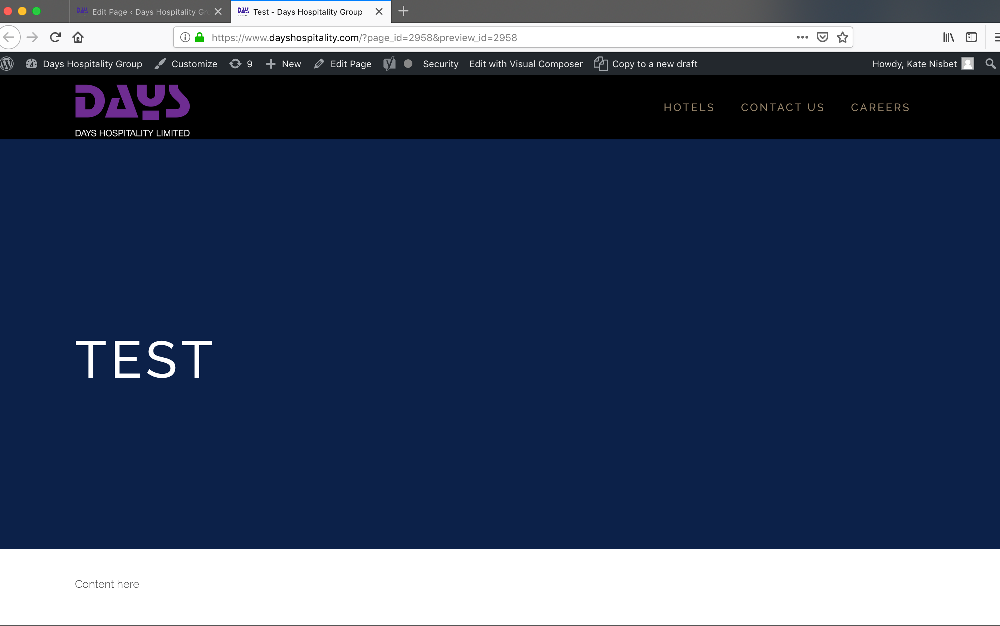 Edit Page ‹ Days Hospitality Gro
Test - Days Hospitality Group
https://www.dayshospitality.com/?page_id=2958&preview_id=2958
Days Hospitality Group Customize 9 New Edit Page Security Edit with Visual Composer Copy to a new draft Howdy, Kate Nisbet
DAYS
DAYS HOSPITALITY LIMITED
HOTELS CONTACT US CAREERS
TEST
Content here